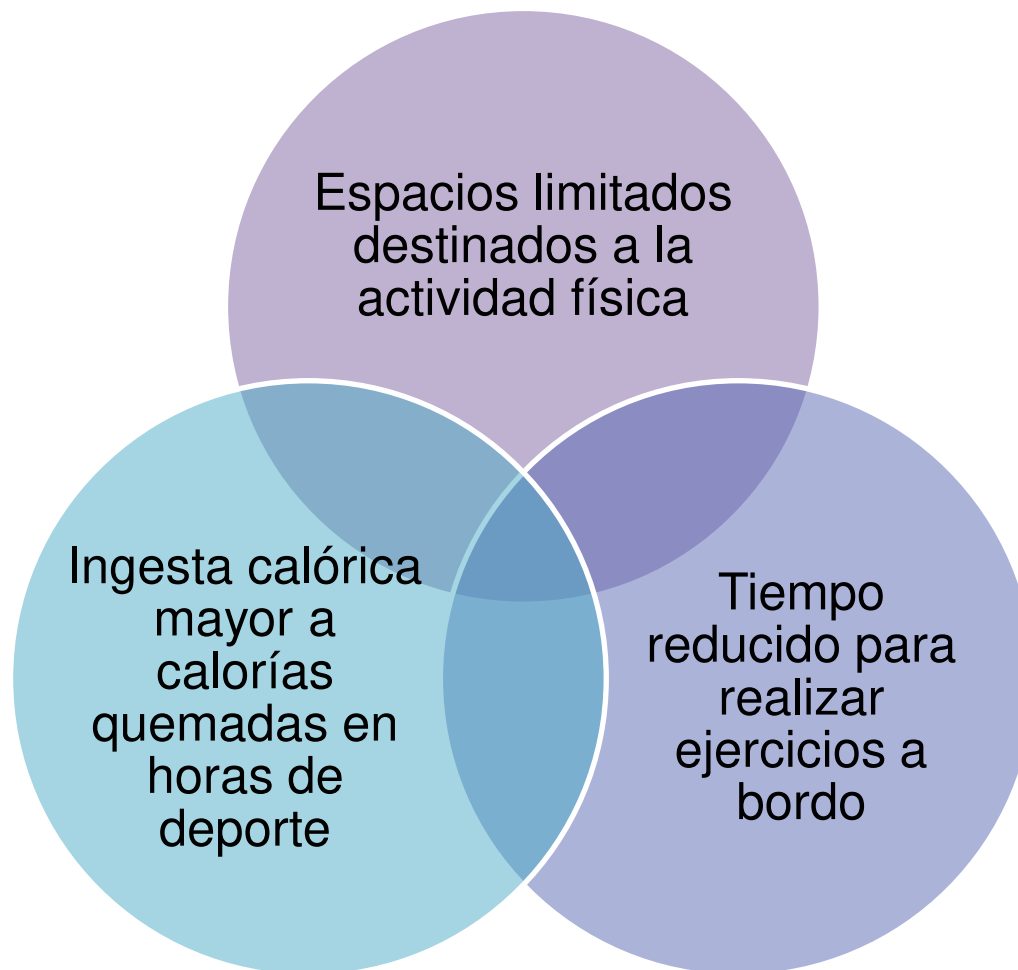 Espacios limitados
destinados a la
actividad física
Ingesta calórica
mayor a
calorías
quemadas en
horas de
deporte
Tiempo
reducido para
realizar
ejercicios a
bordo